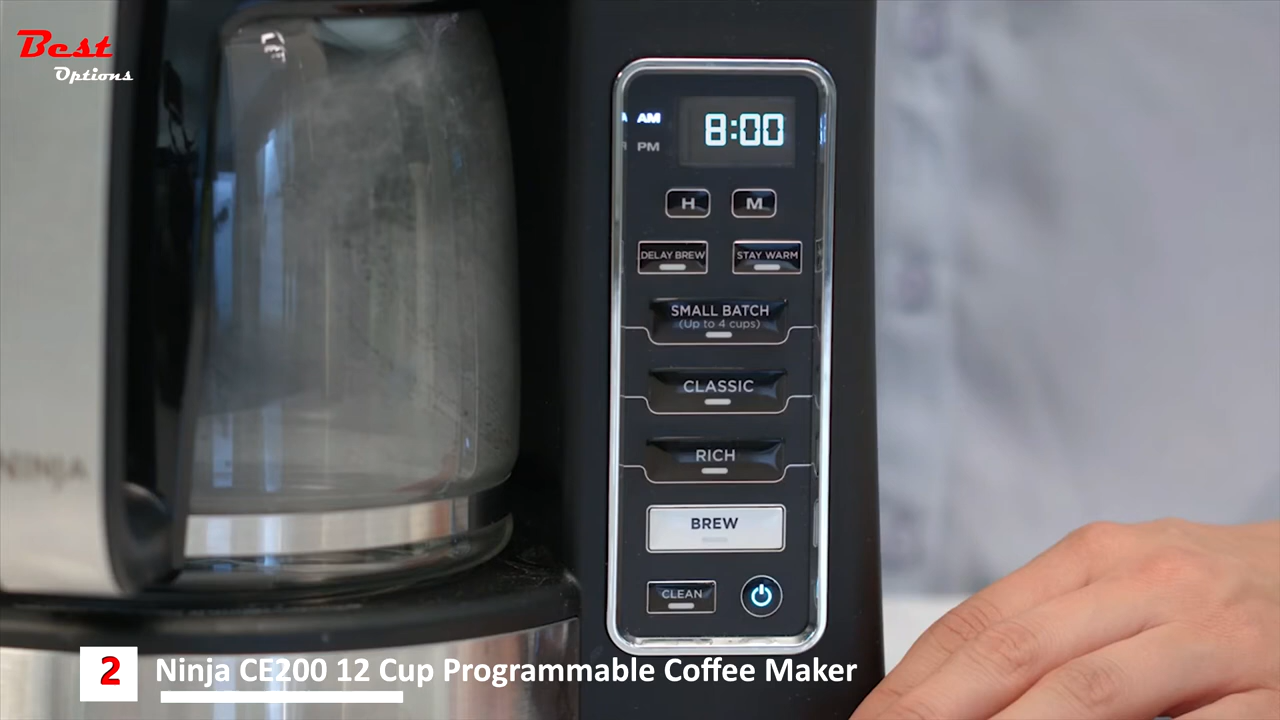 Best
Options
AM
8:00
PM
H M
DELAY BREW STAY WARM
SMALL BATCH
(Up to 4 cups)
CLASSIC
RICH
BREW
CLEAN
NINJA
2 Ninja CE200 12 Cup Programmable Coffee Maker